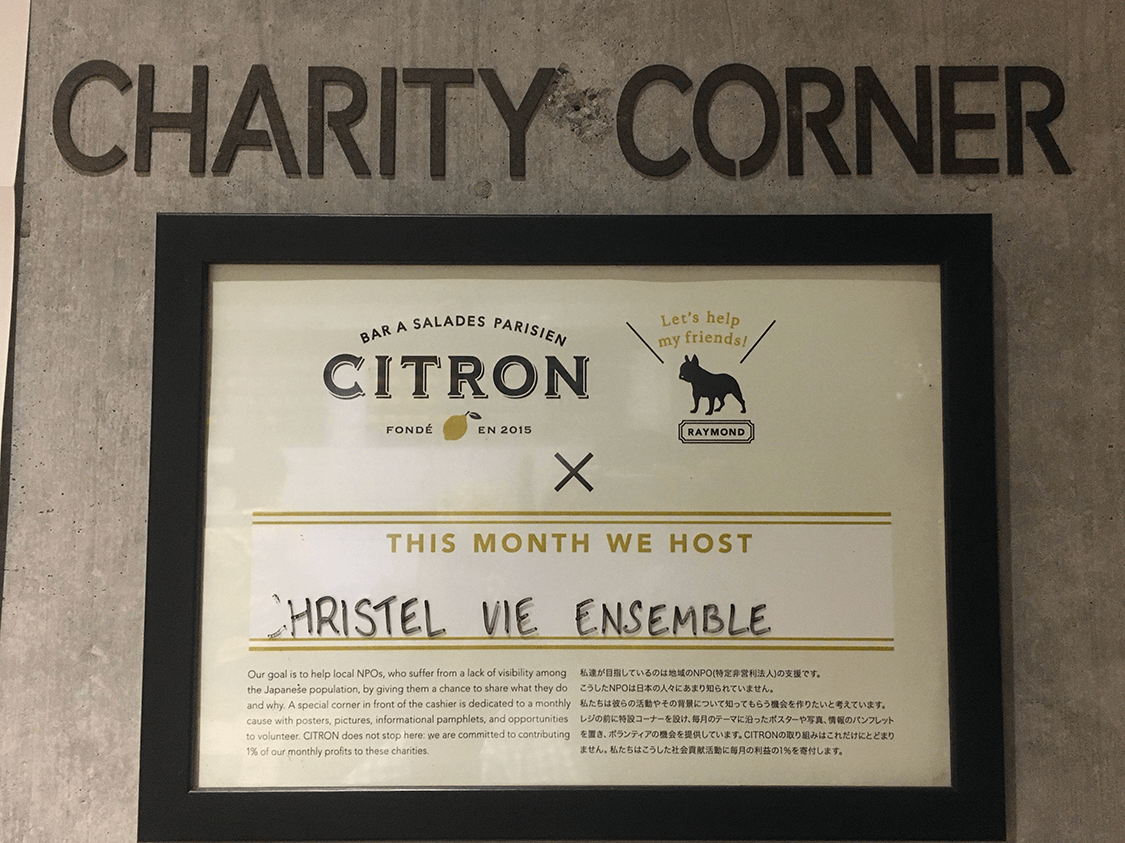 CHARITY CORNER
BAR A SALADES PARISIEN
CITRON
FONDÉ EN 2015
Let's help
my friends!
RAYMOND
×
THIS MONTH WE HOST
CHRISTEL VIE ENSEMBLE
Our goal is to help local NPOs, who suffer from a lack of visibility among
the Japanese population, by giving them a chance to share what they do
and why. A special corner in front of the cashier is dedicated to a monthly
cause with posters, pictures, informational pamphlets, and opportunities
to volunteer. CITRON does not stop here: we are committed to contributing
1% of our monthly profits to these charities.
私達が目指しているのは地域のNPO(特定非営利法人)の支援です。
こうしたNPOは日本の人々にあまり知られていません。
私たちは彼らの活動やその背景について知ってもらう機会を作りたいと考えています。
レジの前に特設コーナーを設け、毎月のテーマに沿ったポスターや写真、情報のパンフレット
を置き、ボランティアの機会を提供しています。CITRONの取り組みはこれだけにとどまり
ません。私たちはこうした社会貢献活動に毎月の利益の1%を寄付します。